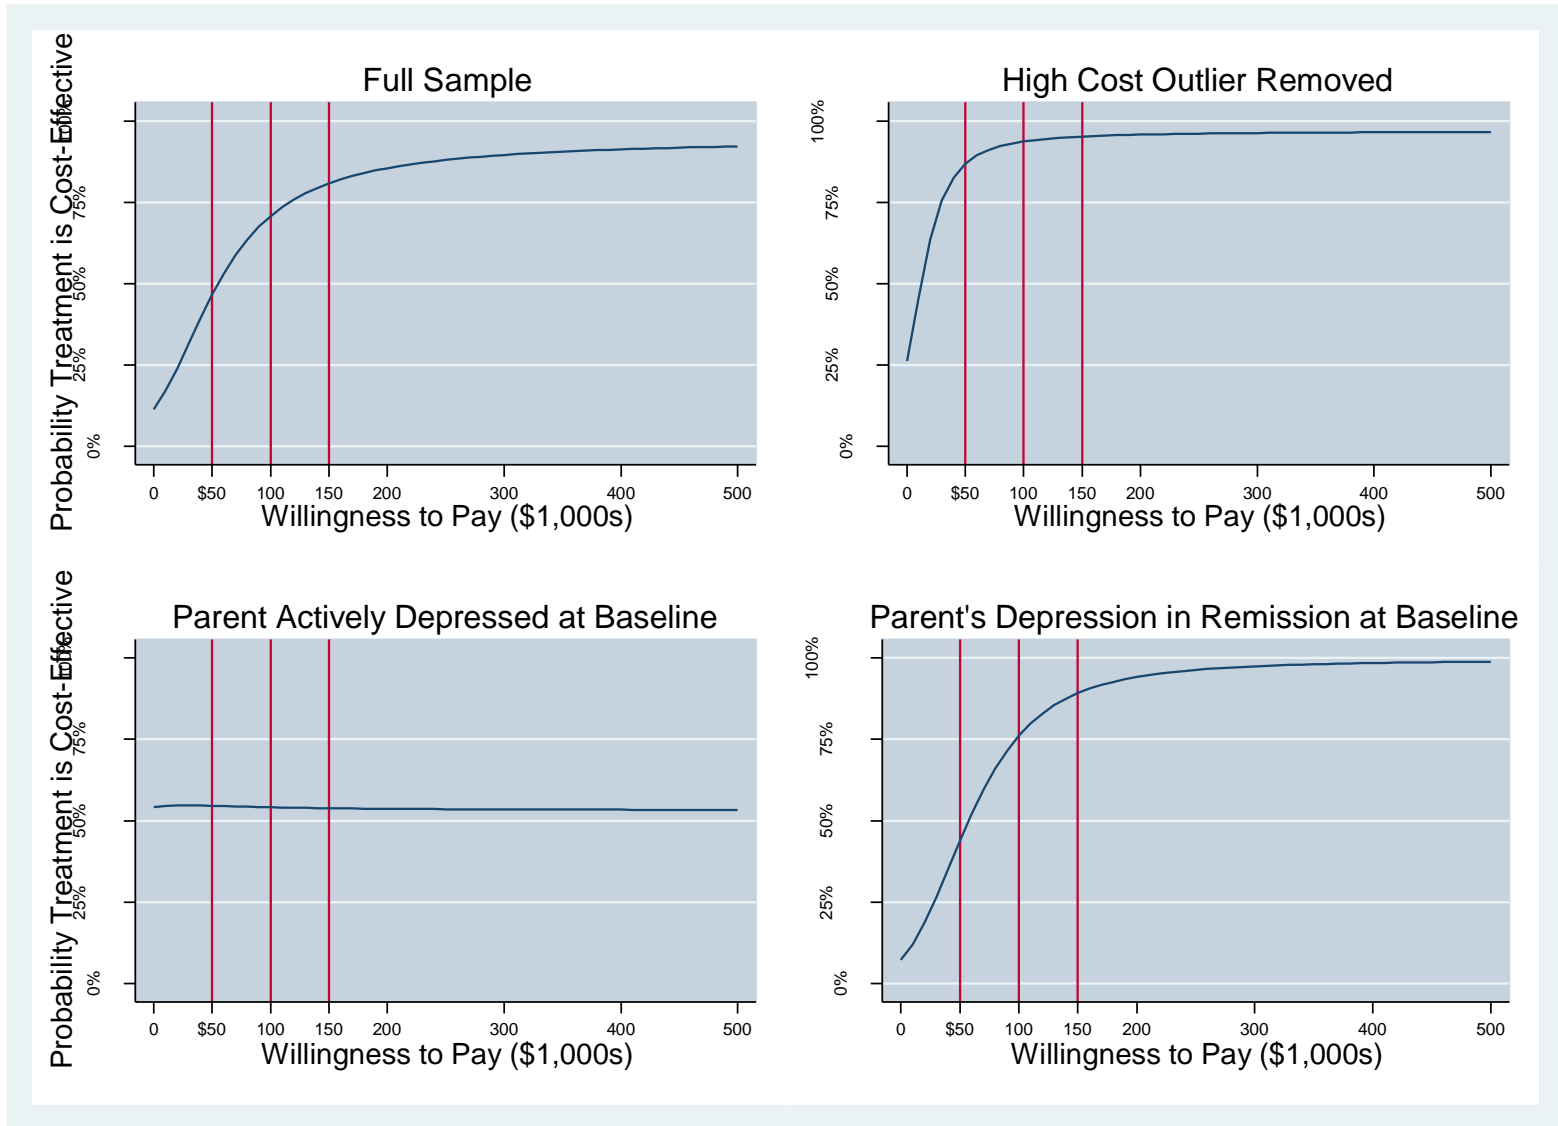 Full Sample
Probability Treatment is Cost-Effective
100%
75%
50%
25%
0%
0 $50 100 150 200 300 400 500
Willingness to Pay ($1,000s)
High Cost Outlier Removed
100%
75%
50%
25%
0%
0 $50 100 150 200 300 400 500
Willingness to Pay ($1,000s)
Parent Actively Depressed at Baseline
Probability Treatment is Cost-Effective
100%
75%
50%
25%
0%
0 $50 100 150 200 300 400 500
Willingness to Pay ($1,000s)
Parent's Depression in Remission at Baseline
100%
75%
50%
25%
0%
0 $50 100 150 200 300 400 500
Willingness to Pay ($1,000s)